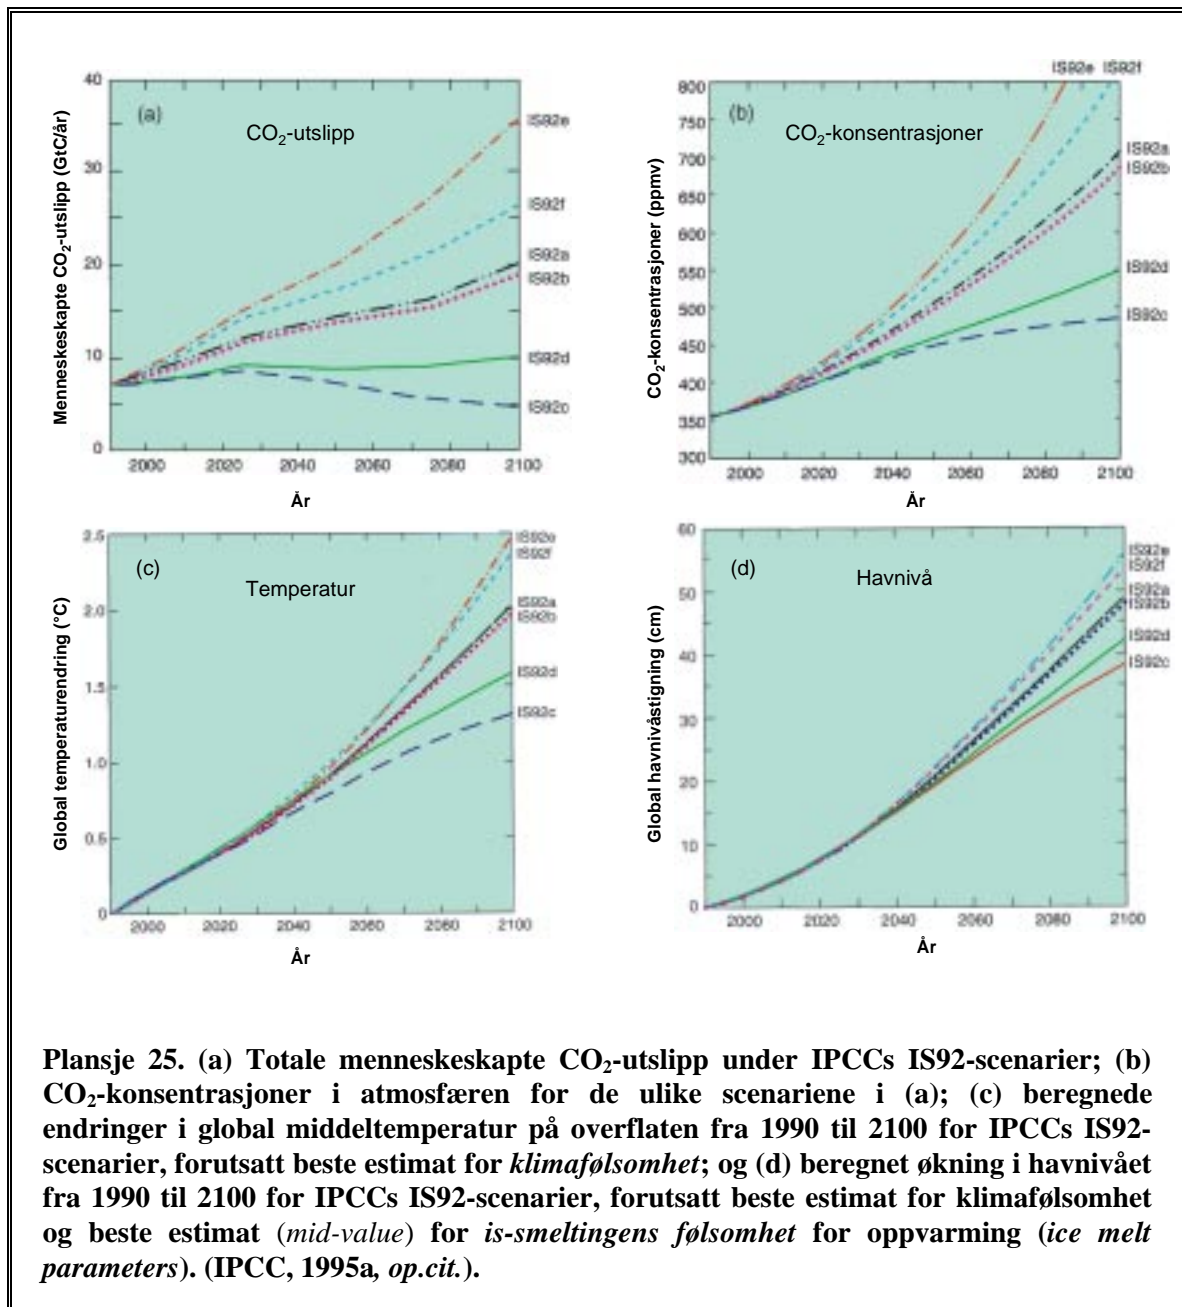 (a)
CO₂-utslipp
Menneskeskapte CO₂-utslipp (GtC/år)
40
30
20
10
0
2000 2020 2040 2060 2080 2100
År
IS92e
IS92f
IS92a
IS92b
IS92d
IS92c
(b)
CO₂-konsentrasjoner
CO₂-konsentrasjoner (ppmv)
800
750
700
650
600
550
500
450
400
350
300
2000 2020 2040 2060 2080 2100
År
IS92e IS92f
IS92a
IS92b
IS92d
IS92c
(c)
Temperatur
Global temperaturendring (°C)
2.5
2.0
1.5
1.0
0.5
0
2000 2020 2040 2060 2080 2100
År
IS92e
IS92f
IS92a
IS92b
IS92d
IS92c
(d)
Havnivå
Global havnivåstigning (cm)
60
50
40
30
20
10
0
2000 2020 2040 2060 2080 2100
År
IS92e
IS92f
IS92a
IS92b
IS92d
IS92c
Plansje 25. (a) Totale menneskeskapte CO₂-utslipp under IPCCs IS92-scenarier; (b)
CO₂-konsentrasjoner i atmosfæren for de ulike scenariene i (a); (c) beregnede
endringer i global middeltemperatur på overflaten fra 1990 til 2100 for IPCCs IS92-
scenarier, forutsatt beste estimat for klimafølsomhet; og (d) beregnet økning i havnivået
fra 1990 til 2100 for IPCCs IS92-scenarier, forutsatt beste estimat for klimafølsomhet
og beste estimat (mid-value) for is-smeltingens følsomhet for oppvarming (ice melt
parameters). (IPCC, 1995a, op.cit.).